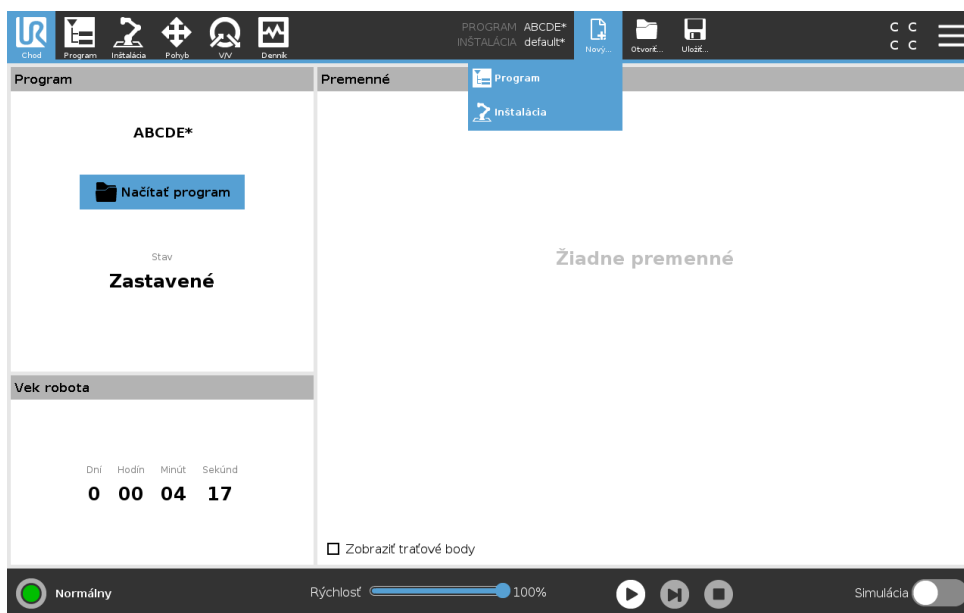 PROGRAM ABCDE*
INŠTALÁCIA default*
C C
C C
Chod Program Inštalácia Pohyb V/V Denník Nový... Otvoriť... Uložiť...
Program
Inštalácia
Program
Premenné
ABCDE*
Načítať program
Stav
Zastavené
Žiadne premenné
Vek robota
Dní Hodín Minút Sekúnd
0 00 04 17
Zobraziť traťové body
Normálny
Rýchlosť 100%
Simulácia